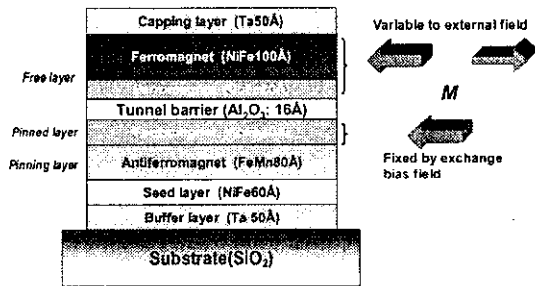 Capping layer (Ta50Å)
Variable to external field
Ferromagnet (NiFe100Å)
Free layer
M
Tunnel barrier (Al2O3: 16Å)
Pinned layer
Pinning layer
Antiferromagnet (FeMn80Å)
Fixed by exchange
bias field
Seed layer (NiFe60Å)
Buffer layer (Ta 50Å)
Substrate(SiO2)